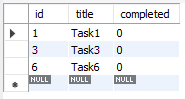 id title completed
1 Task1 0
3 Task3 0
6 Task6 0
NULL NULL NULL